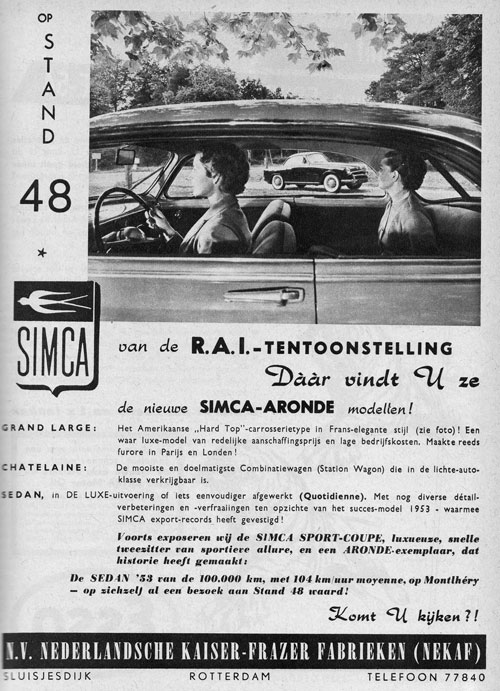 OP
STAND
48
*
SIMCA
van de R.A.I.-TENTOONSTELLING
Dààr vindt U ze
de nieuwe SIMCA-ARONDE modellen!
GRAND LARGE: Het Amerikaanse „Hard Top"-carrosserietype in Frans-elegante stijl (zie foto)! Een
waar luxe-model van redelijke aanschaffingsprijs en lage bedrijfskosten. Maakte reeds
furore in Parijs en Londen!
CHATELAINE: De mooiste en doelmatigste Combinatiewagen (Station Wagon) die in de lichte-auto-
klasse verkrijgbaar is.
SEDAN, in DE LUXE-uitvoering of iets eenvoudiger afgewerkt (Quotidienne). Met nog diverse détail-
verbeteringen en -verfraaiingen ten opzichte van het succes-model 1953 - waarmee
SIMCA export-records heeft gevestigd!
Voorts exposeren wij de SIMCA SPORT-COUPE, luxueuze, snelle
tweezitter van sportieve allure, en een ARONDE-exemplaar, dat
historie heeft gemaakt:
De SEDAN '53 van de 100.000 km, met 104 km/uur moyenne, op Montlhéry
— op zichzelf al een bezoek aan Stand 48 waard!
Komt U kijken?!
N.V. NEDERLANDSCHE KAISER-FRAZER FABRIEKEN (NEKAF)
SLUISJESDIJK ROTTERDAM TELEFOON 77840